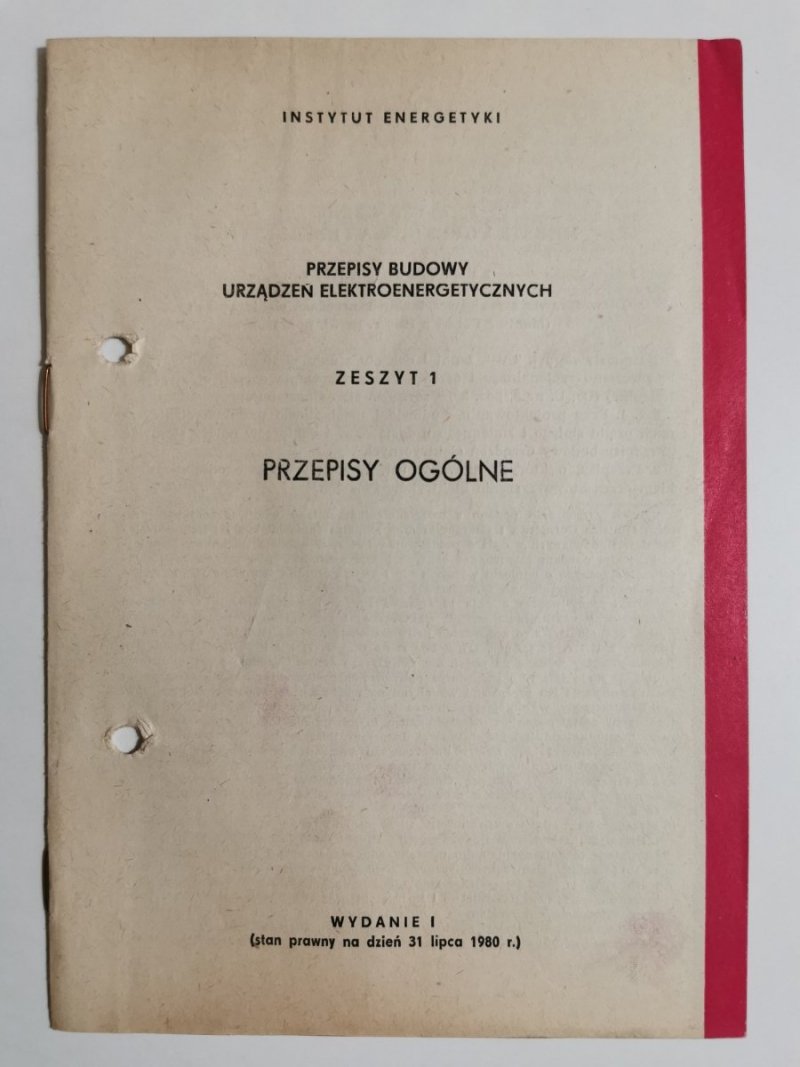 INSTYTUT ENERGETYKI
PRZEPISY BUDOWY
URZĄDZEŃ ELEKTROENERGETYCZNYCH
ZESZYT 1
PRZEPISY OGÓLNE
WYDANIE I
(stan prawny na dzień 31 lipca 1980 r.)